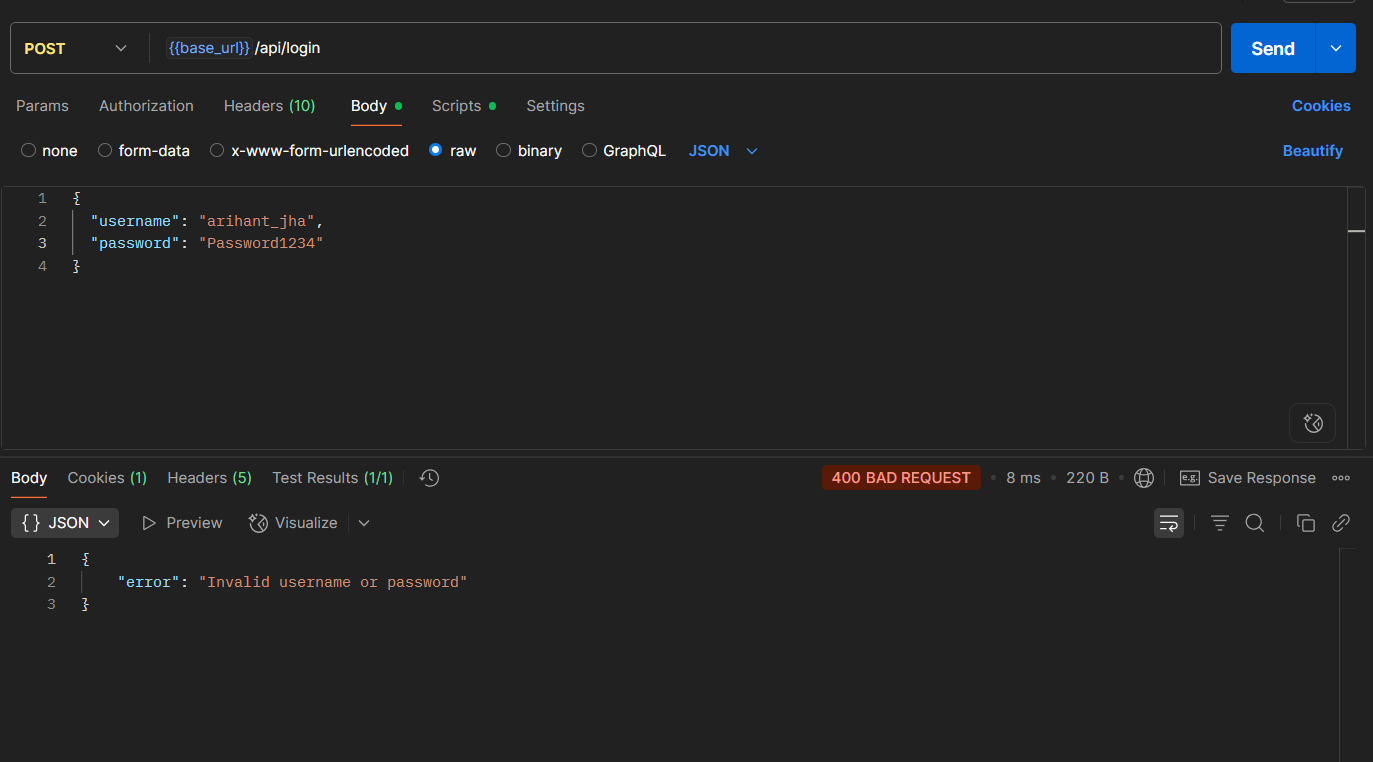 POST {{base_url}} /api/login Send
Params Authorization Headers (10) Body Scripts Settings Cookies
none form-data x-www-form-urlencoded raw binary GraphQL JSON Beautify
1 {
2 "username": "arihant_jha",
3 "password": "Password1234"
4 }
Body Cookies (1) Headers (5) Test Results (1/1) 400 BAD REQUEST • 8 ms • 220 B • e.g. Save Response
{} JSON Preview Visualize
1 {
2 "error": "Invalid username or password"
3 }